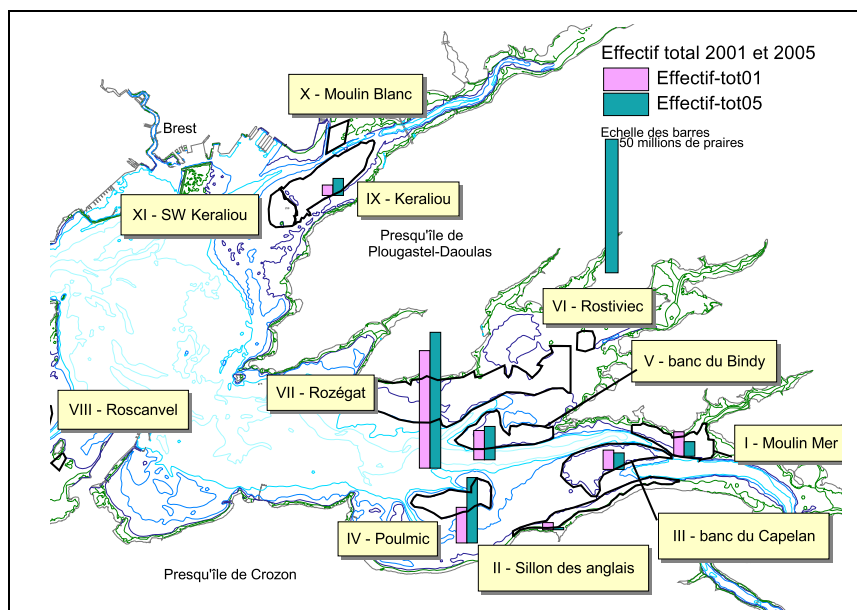 Effectif total 2001 et 2005
Effectif-tot01
Effectif-tot05
Echelle des barres
50 millions de praires
X - Moulin Blanc
Brest
XI - SW Keraliou
IX - Keraliou
Presqu'île de
Plougastel-Daoulas
VI - Rostiviec
V - banc du Bindy
VII - Rozégat
VIII - Roscanvel
I - Moulin Mer
IV - Poulmic
III - banc du Capelan
II - Sillon des anglais
Presqu'île de Crozon